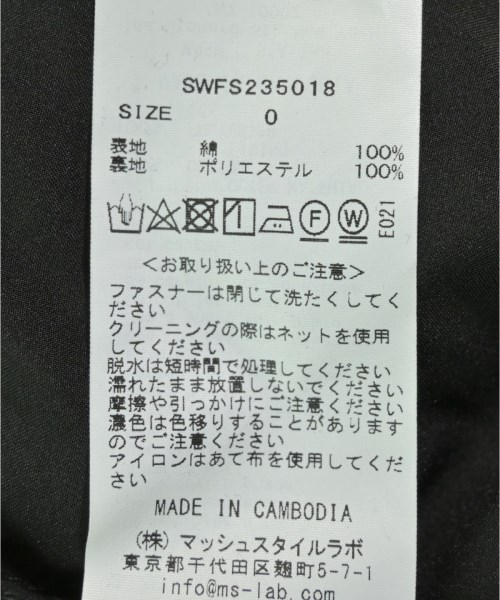 SWFS235018
SIZE 0
表地 綿 100%
裏地 ポリエステル 100%
F W E021
＜お取り扱い上のご注意＞
ファスナーは閉じて洗たくしてく
ださい
クリーニングの際はネットを使用
してください
脱水は短時間で処理してください
濡れたまま放置しないでください
摩擦や引っかけにご注意ください
濃色は色移りすることがあります
のでご注意ください
アイロンはあて布を使用してくだ
さい
MADE IN CAMBODIA
(株) マッシュスタイルラボ
東京都千代田区麹町5-7-1
info@ms-lab.com